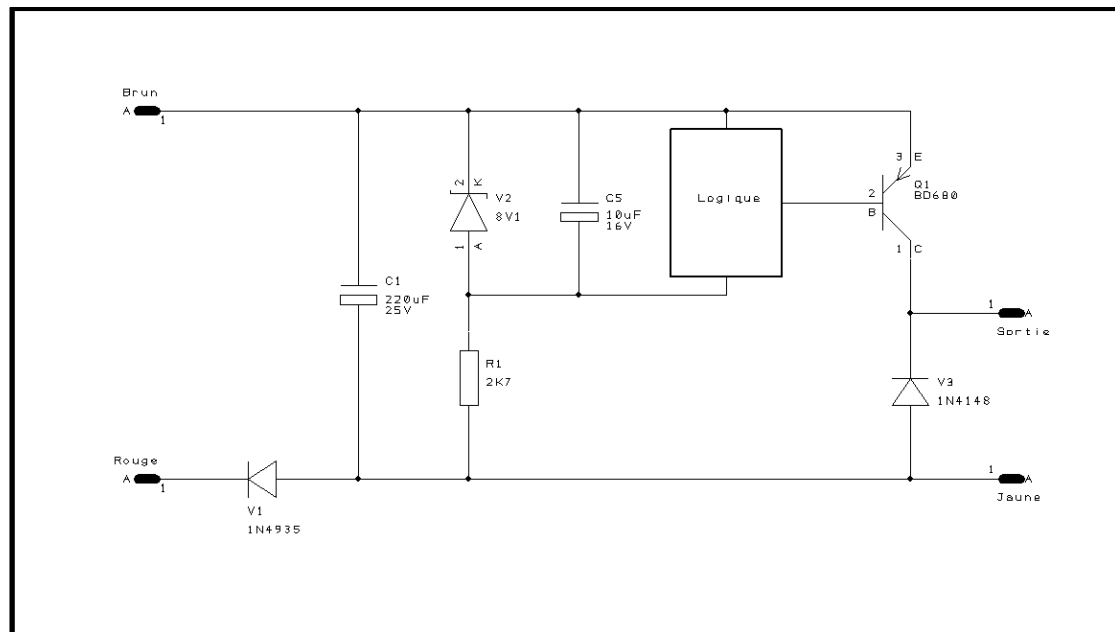 Brun
A
1
2
K
V2
8V1
1
A
C5
10uF
16V
Logique
3
E
Q1
BD680
2
B
1
C
C1
220uF
25V
1
A
Sortie
R1
2K7
V3
1N4148
Rouge
A
1
V1
1N4935
1
A
Jaune